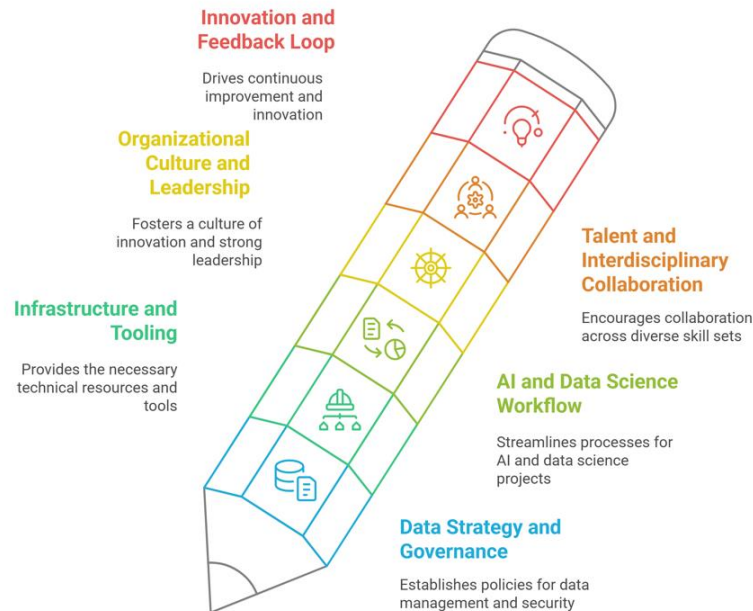 Innovation and
Feedback Loop
Drives continuous
improvement and
innovation
Organizational
Culture and
Leadership
Fosters a culture of
innovation and strong
leadership
Talent and
Interdisciplinary
Collaboration
Encourages collaboration
across diverse skill sets
Infrastructure and
Tooling
Provides the necessary
technical resources and
tools
AI and Data Science
Workflow
Streamlines processes for
AI and data science
projects
Data Strategy and
Governance
Establishes policies for data
management and security